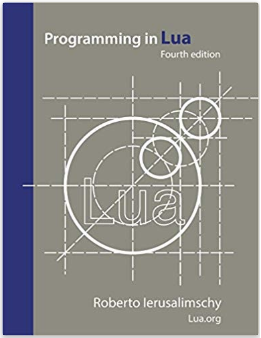 Programming in Lua
Fourth edition
Lua
Roberto Ierusalimschy
Lua.org